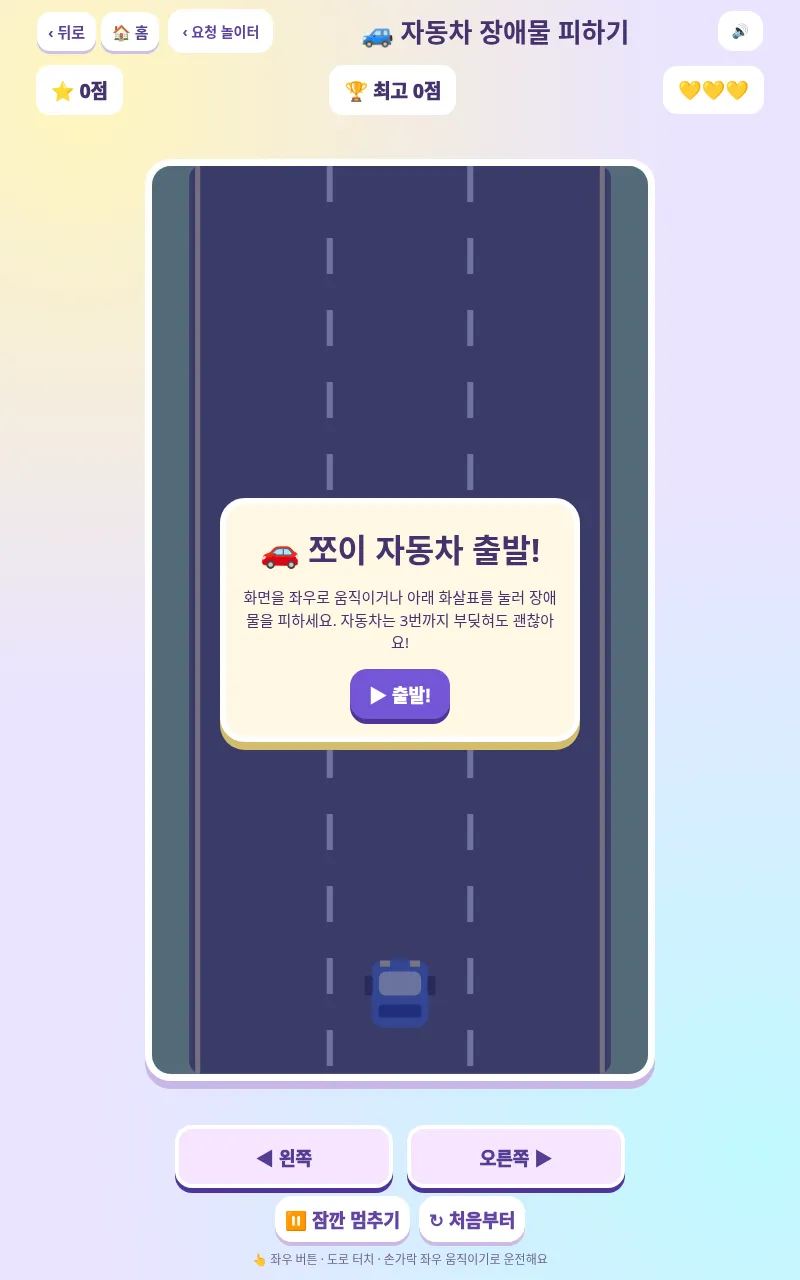 ‹ 뒤로
🏠 홈
‹ 요청 놀이터
🚙 자동차 장애물 피하기
🔊
⭐ 0점
🏆 최고 0점
💛💛💛
🚗 쪼이 자동차 출발!
화면을 좌우로 움직이거나 아래 화살표를 눌러 장애
물을 피하세요. 자동차는 3번까지 부딪혀도 괜찮아
요!
▶ 출발!
◀ 왼쪽
오른쪽 ▶
⏸️ 잠깐 멈추기
↻ 처음부터
👆 좌우 버튼 · 도로 터치 · 손가락 좌우 움직이기로 운전해요